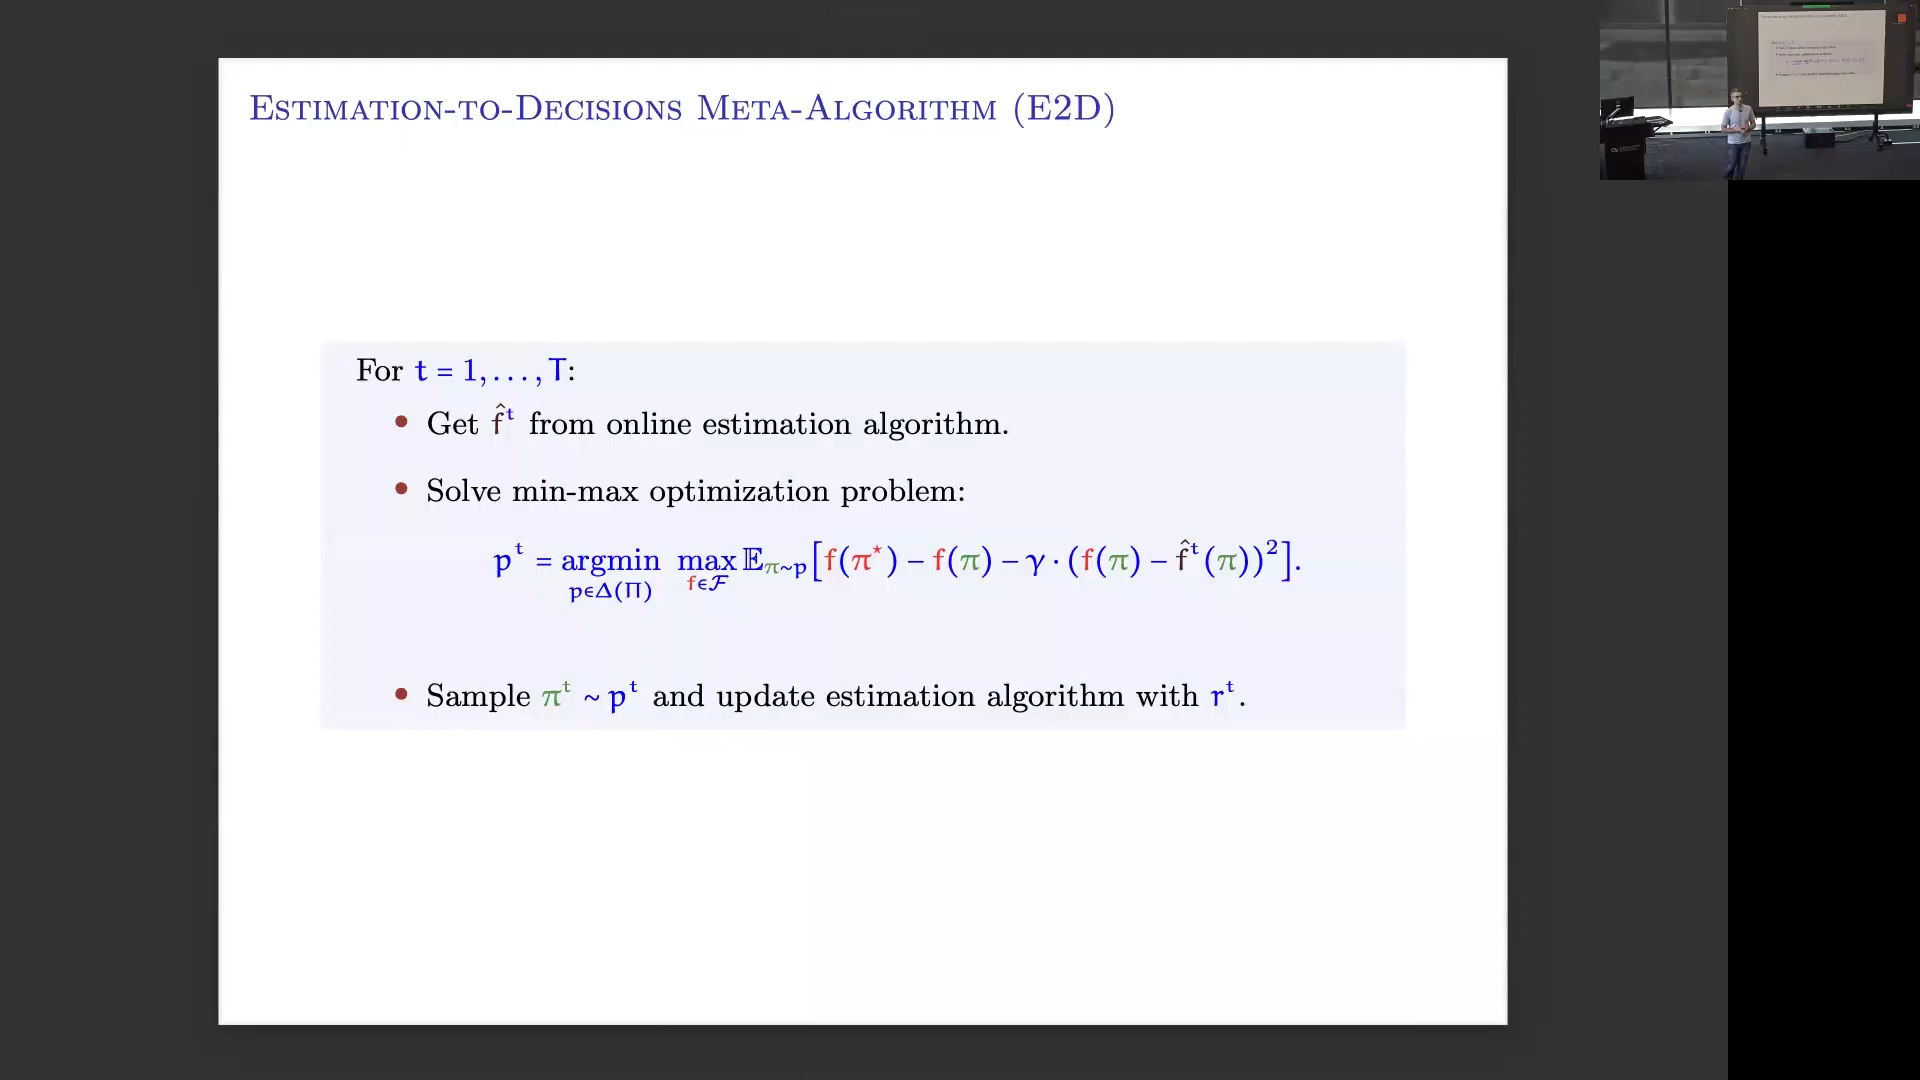 Estimation-to-Decisions Meta-Algorithm (E2D)
For t = 1, . . . , T:
• Get f̂ᵗ from online estimation algorithm.
• Solve min-max optimization problem:
pᵗ = argmin max 𝔼π∼p[f(π⋆) − f(π) − γ · (f(π) − f̂ᵗ(π))²].
p∈Δ(Π) f∈ℱ
• Sample πᵗ ∼ pᵗ and update estimation algorithm with rᵗ.